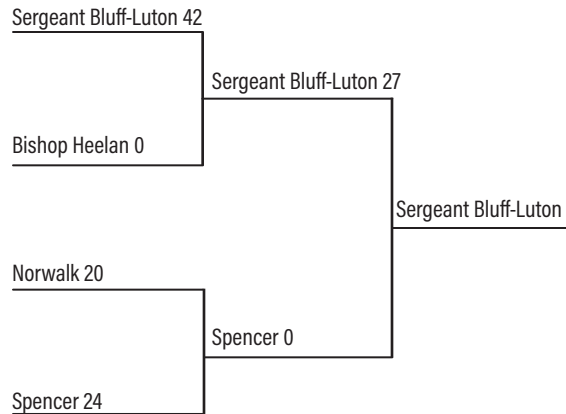 Sergeant Bluff-Luton 42
Sergeant Bluff-Luton 27
Bishop Heelan 0
Sergeant Bluff-Luton
Norwalk 20
Spencer 0
Spencer 24